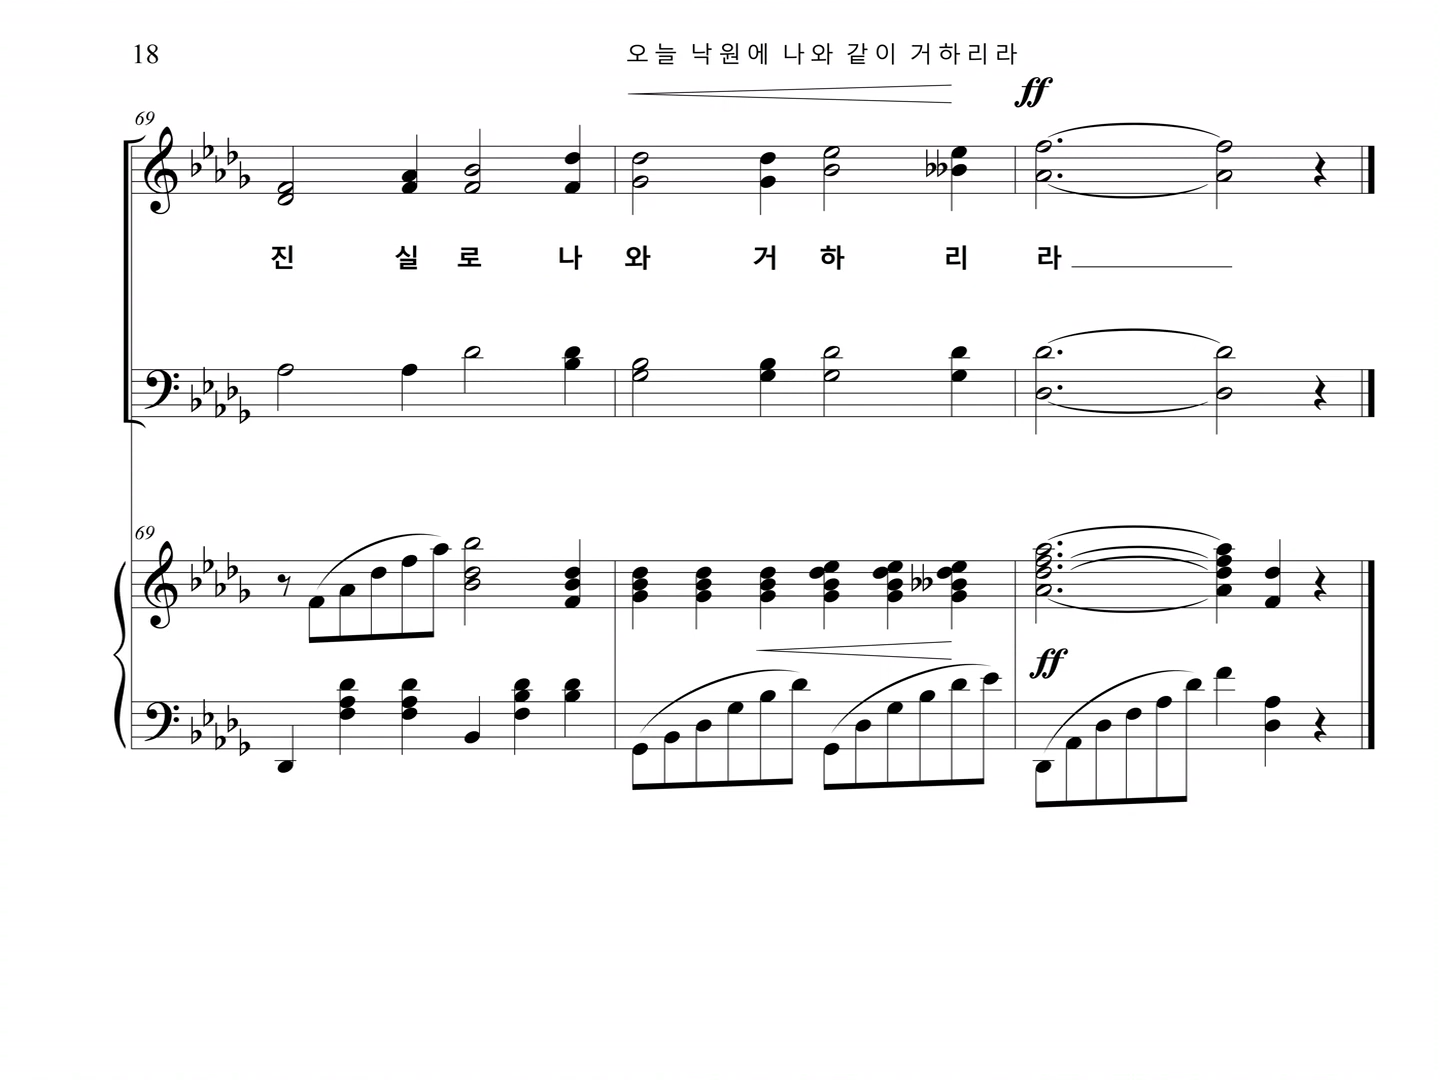 18
오늘 낙원에 나와 같이 거하리라
ff
69
진 실 로 나 와 거 하 리 라
69
ff